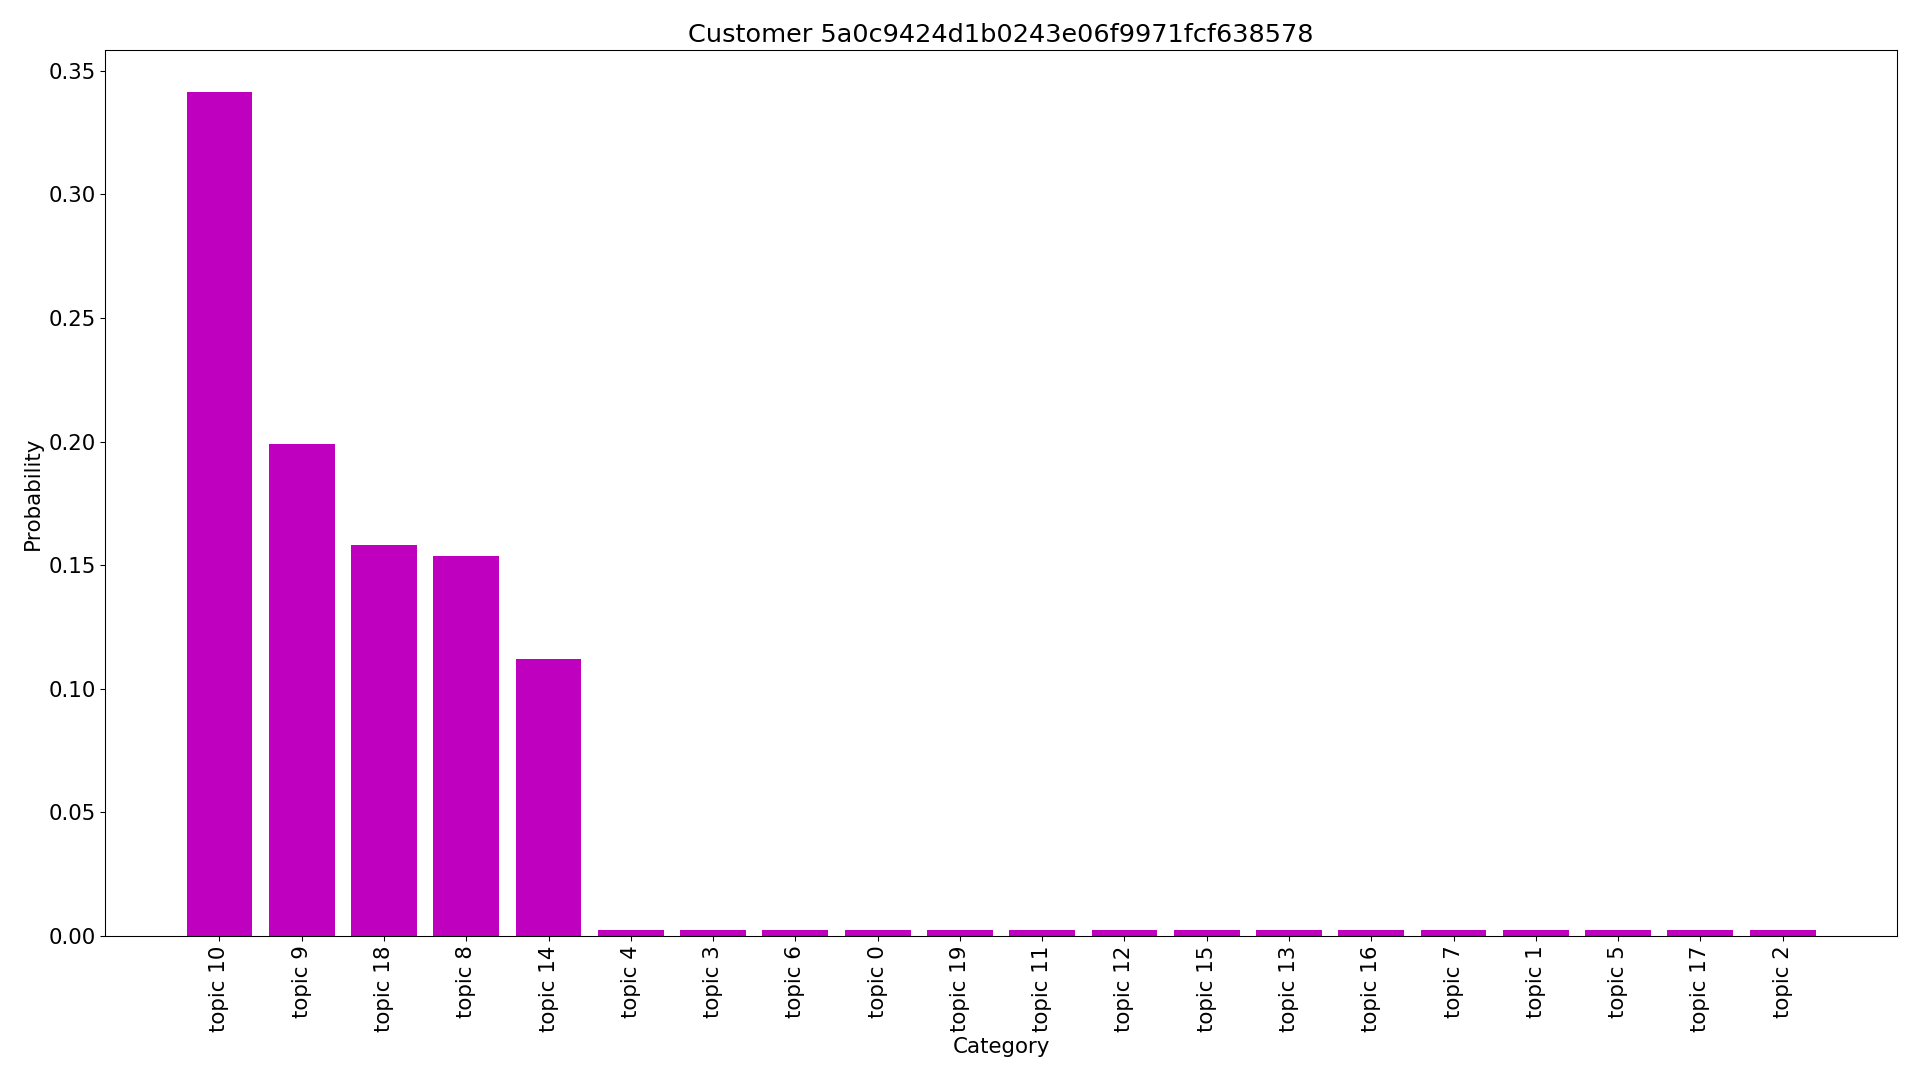 Customer 5a0c9424d1b0243e06f9971fcf638578
0.35
0.30
0.25
0.20
0.15
0.10
0.05
0.00
Probability
topic 10
topic 9
topic 18
topic 8
topic 14
topic 4
topic 3
topic 6
topic 0
topic 19
topic 11
topic 12
topic 15
topic 13
topic 16
topic 7
topic 1
topic 5
topic 17
topic 2
Category